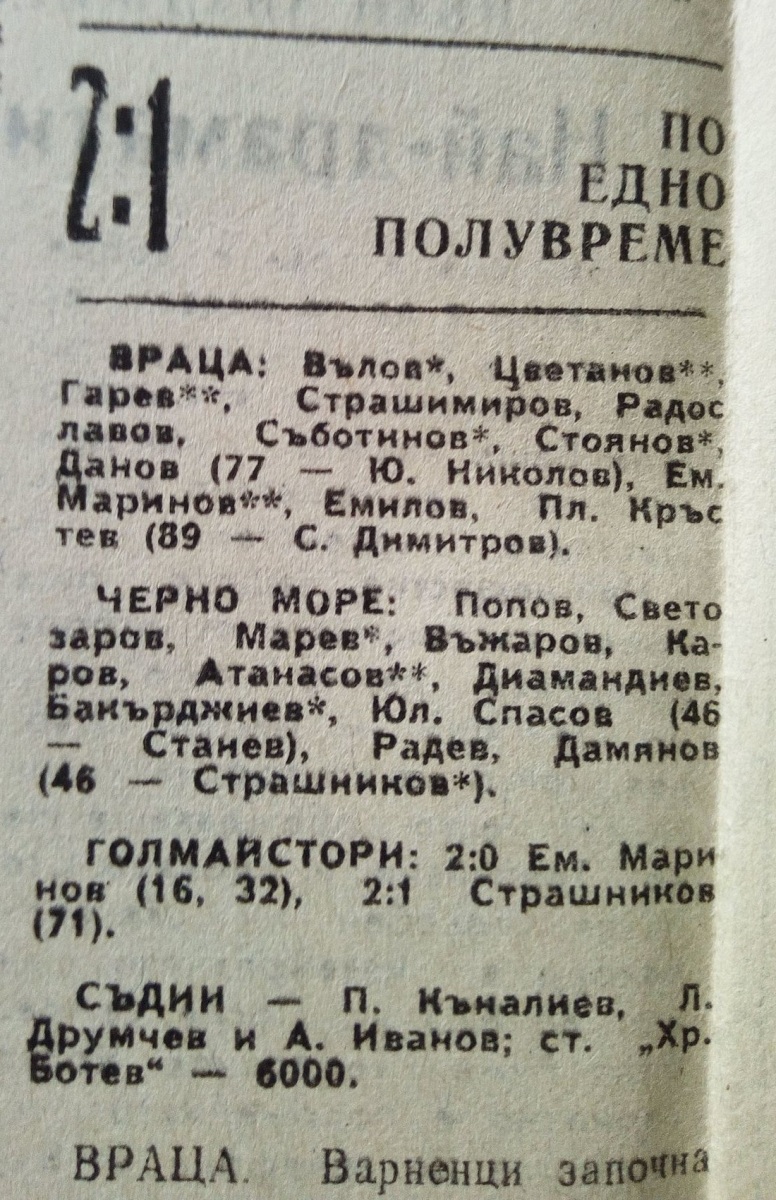 2:1
ПО
ЕДНО
ПОЛУВРЕМЕ
ВРАЦА: Вълов*, Цветанов**,
Гарев**, Страшимиров, Радос
лавов, Съботинов*, Стоянов*,
Данов (77 — Ю. Николов), Ем.
Маринов**, Емилов, Пл. Кръс
тев (89 — С. Димитров).
ЧЕРНО МОРЕ: Попов, Свето
заров, Марев*, Въжаров, Ка-
ров, Атанасов**, Диамандиев,
Бакърджиев*, Юл. Спасов (46
— Станев), Радев, Дамянов
(46 — Страшников*).
ГОЛМАЙСТОРИ: 2:0 Ем. Мари
нов (16, 32), 2:1 Страшников
(71).
СЪДИИ — П. Къналиев, Л.
Друмчев и А. Иванов; ст. „Хр.
Ботев“ — 6000.
ВРАЦА. Варненци започна